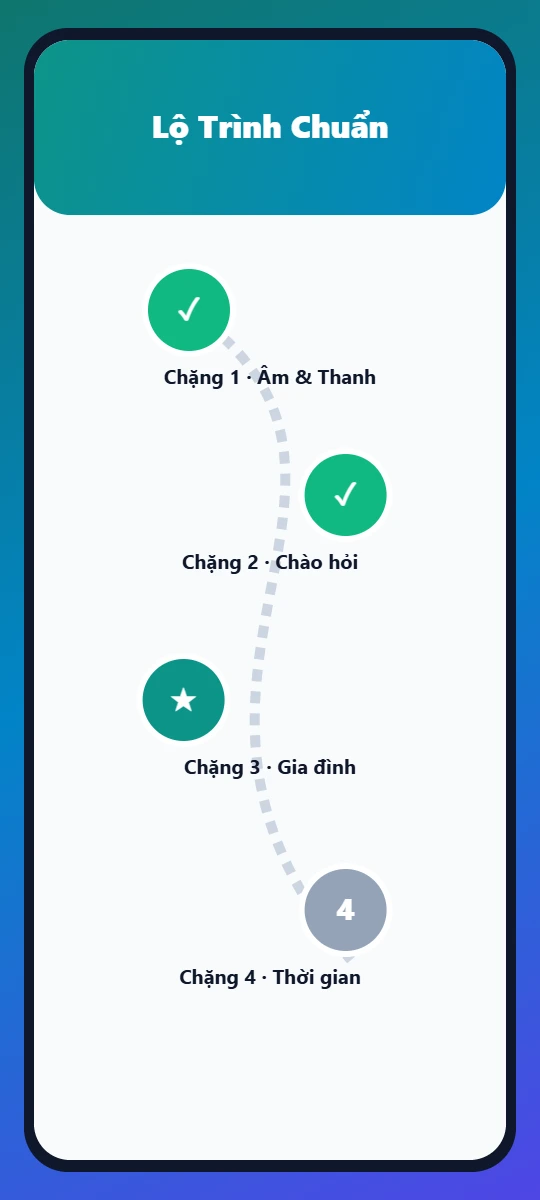 Lộ Trình Chuẩn
✓
Chặng 1 · Âm & Thanh
✓
Chặng 2 · Chào hỏi
★
Chặng 3 · Gia đình
4
Chặng 4 · Thời gian